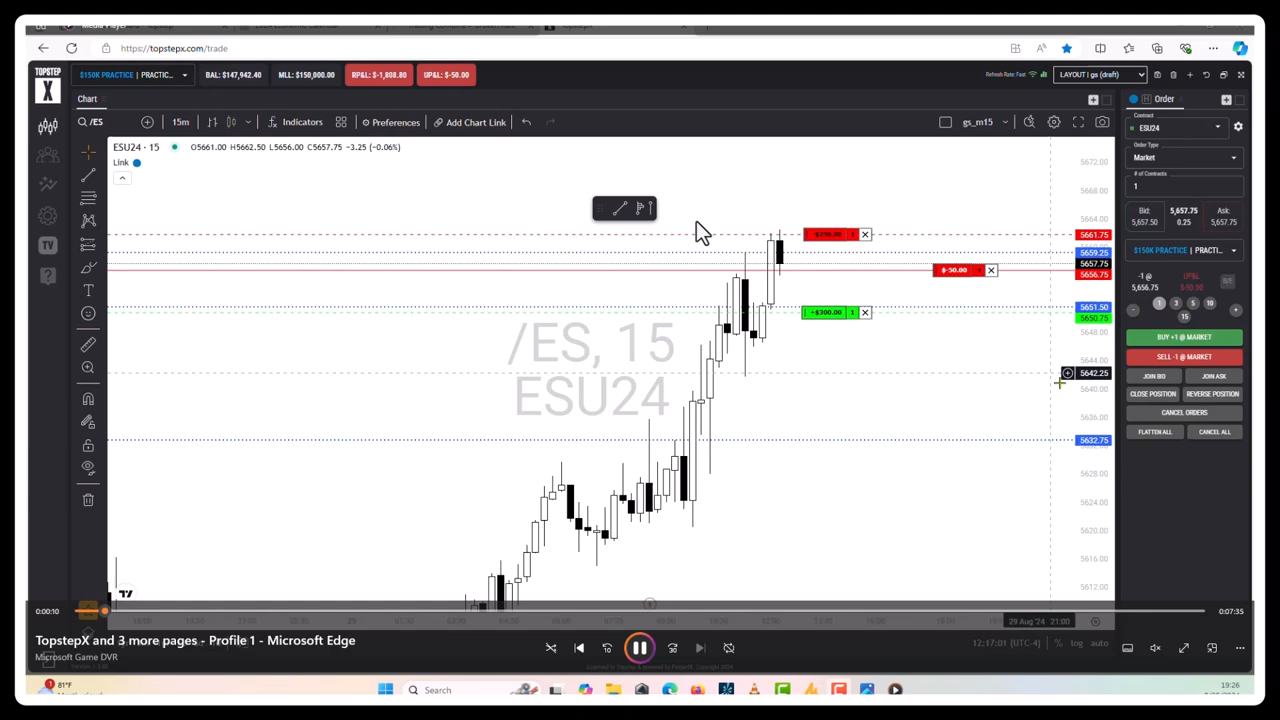 https://topstepx.com/trade
TOPSTEP
X
$150K PRACTICE | PRACTIC...
BAL: $147,942.40
MLL: $150,000.00
RP&L: $-1,808.80
UP&L: $-50.00
Refresh Rate: Fast
LAYOUT | gs (draft)
Chart
Order
/ES
15m
Indicators
Preferences
Add Chart Link
gs_m15
ESU24 · 15
O5661.00 H5662.50 L5656.00 C5657.75 −3.25 (−0.06%)
Link
/ES, 15
ESU24
5672.00
5668.00
5664.00
5661.75
5659.25
5657.75
5656.75
5651.50
5650.75
5648.00
5644.00
5642.25
5640.00
5636.00
5632.75
5628.00
5624.00
5620.00
5616.00
5612.00
-$250.00 1
$-50.00
+$300.00 1
TV
Contract
ESU24
Order Type
Market
# of Contracts
1
Bid:
5,657.50
5,657.75
0.25
Ask:
5,657.75
$150K PRACTICE | PRACTI...
-1 @
5,656.75
UP&L
$-50.00
- 1 3 5 10 +
15
BUY +1 @ MARKET
SELL -1 @ MARKET
JOIN BID
JOIN ASK
CLOSE POSITION
REVERSE POSITION
CANCEL ORDERS
FLATTEN ALL
CANCEL ALL
0:00:10
0:07:35
29 Aug '24 21:00
TopstepX and 3 more pages - Profile 1 - Microsoft Edge
Microsoft Game DVR
10
30
12:17:01 (UTC-4)
% log auto
1
81°F
Search
19:26